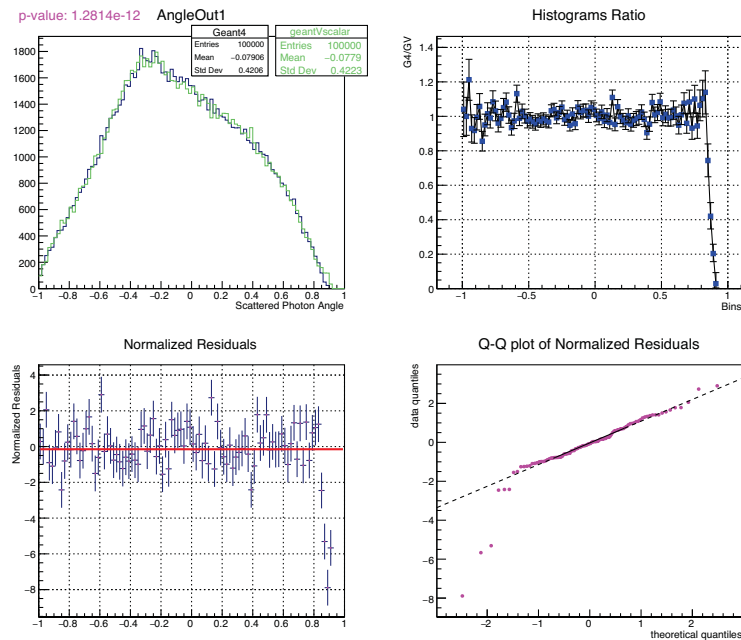 p-value: 1.2814e-12 AngleOut1
Geant4
Entries 100000
Mean −0.07906
Std Dev 0.4206
geantVscalar
Entries 100000
Mean −0.0779
Std Dev 0.4223
1800
1600
1400
1200
1000
800
600
400
200
0
−1 −0.8 −0.6 −0.4 −0.2 0 0.2 0.4 0.6 0.8 1
Scattered Photon Angle
Histograms Ratio
G4/GV
1.4
1.2
1
0.8
0.6
0.4
0.2
0
−1 −0.5 0 0.5 1
Bins
Normalized Residuals
Normalized Residuals
4
2
0
−2
−4
−6
−8
−1 −0.8 −0.6 −0.4 −0.2 0 0.2 0.4 0.6 0.8 1
Q-Q plot of Normalized Residuals
data quantiles
2
0
−2
−4
−6
−8
−2 −1 0 1 2
theoretical quantiles